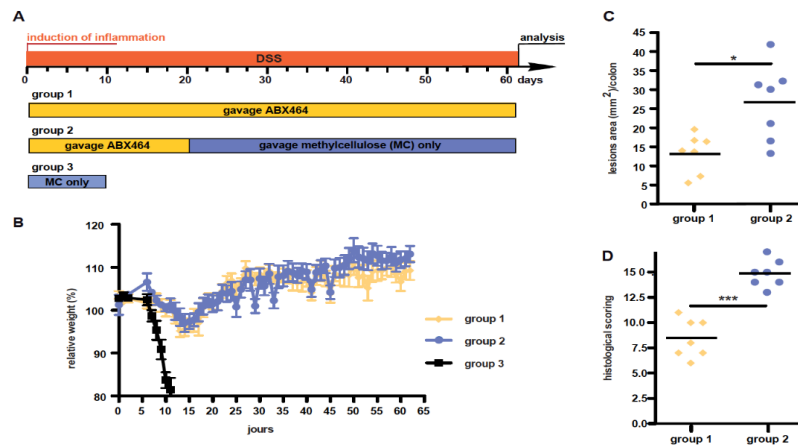 A
induction of inflammation
analysis
DSS
0 10 20 30 40 50 60 days
group 1
gavage ABX464
group 2
gavage ABX464 gavage methylcellulose (MC) only
group 3
MC only
B
relative weight (%)
120
110
100
90
80
0 5 10 15 20 25 30 35 40 45 50 55 60 65
jours
group 1
group 2
group 3
C
lesions area (mm2)/colon
45
40
35
30
25
20
15
10
5
0
*
group 1 group 2
D
histological scoring
15.0
12.5
10.0
7.5
5.0
2.5
0.0
***
group 1 group 2